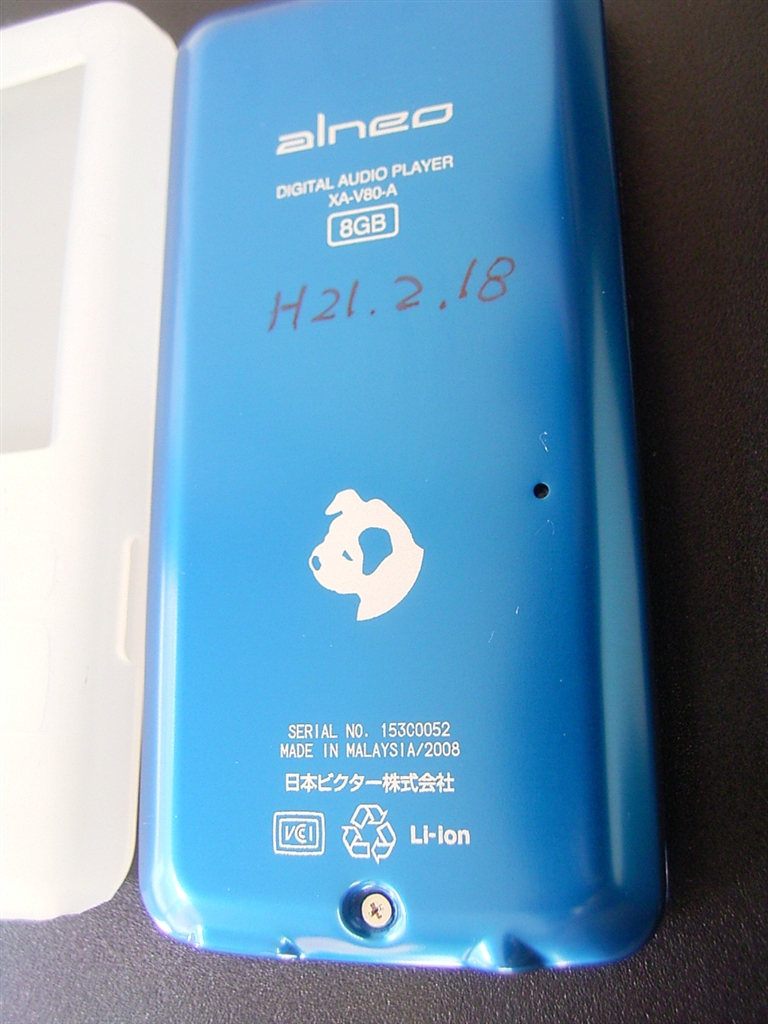 alneo
DIGITAL AUDIO PLAYER
XA-V80-A
8GB
H21.2.18
SERIAL NO. 153C0052
MADE IN MALAYSIA/2008
日本ビクター株式会社
VCI
Li-ion